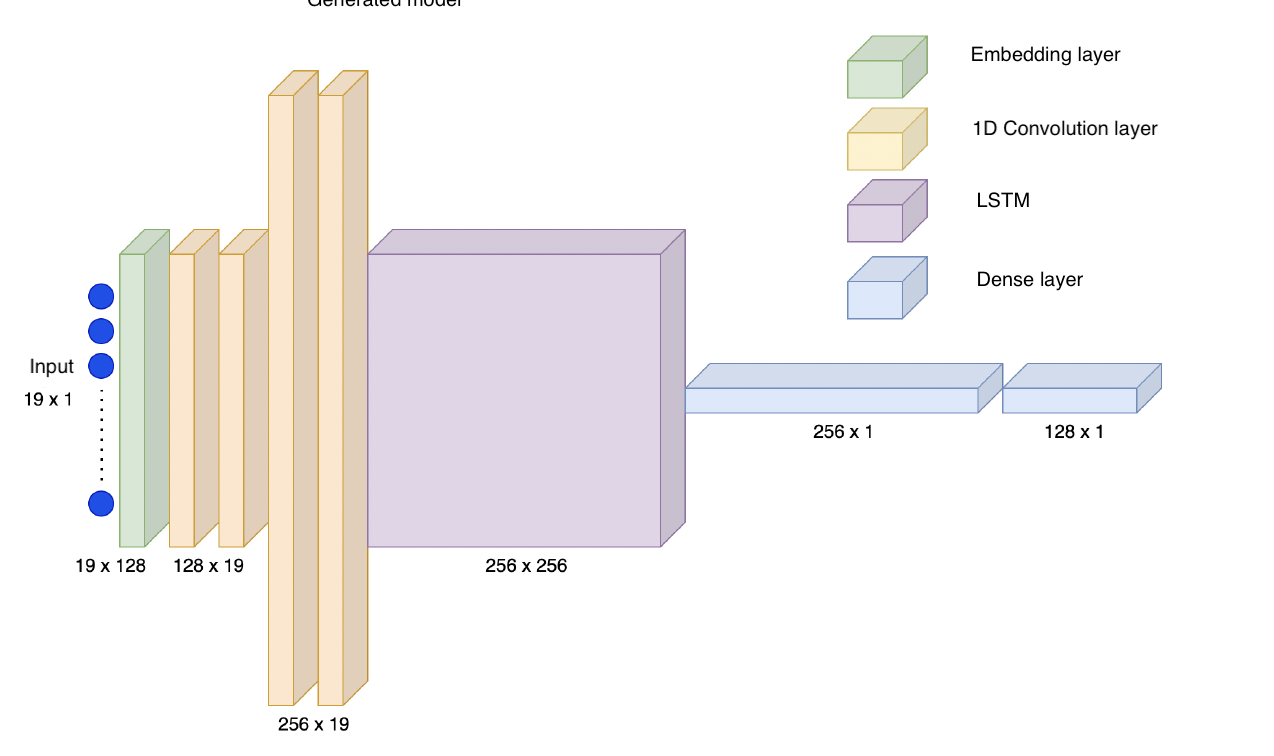 Generated model
Embedding layer
1D Convolution layer
LSTM
Dense layer
Input
19 x 1
256 x 1
128 x 1
19 x 128
128 x 19
256 x 256
256 x 19